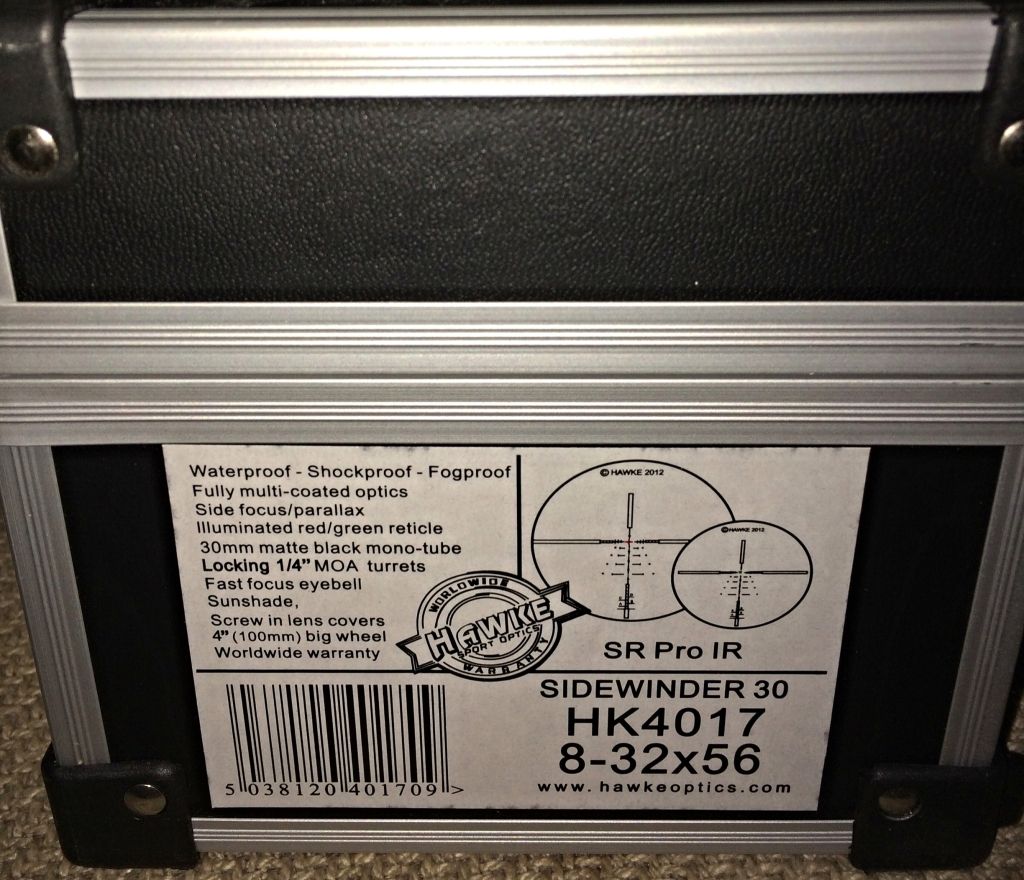 Waterproof - Shockproof - Fogproof
Fully multi-coated optics
Side focus/parallax
Illuminated red/green reticle
30mm matte black mono-tube
Locking 1/4" MOA turrets
Fast focus eyebell
Sunshade,
Screw in lens covers
4" (100mm) big wheel
Worldwide warranty
WORLDWIDE
HAWKE
SPORT OPTICS
WARRANTY
© HAWKE 2012
© HAWKE 2012
SR Pro IR
SIDEWINDER 30
HK4017
8-32x56
www.hawkeoptics.com
5 038120 401709 >